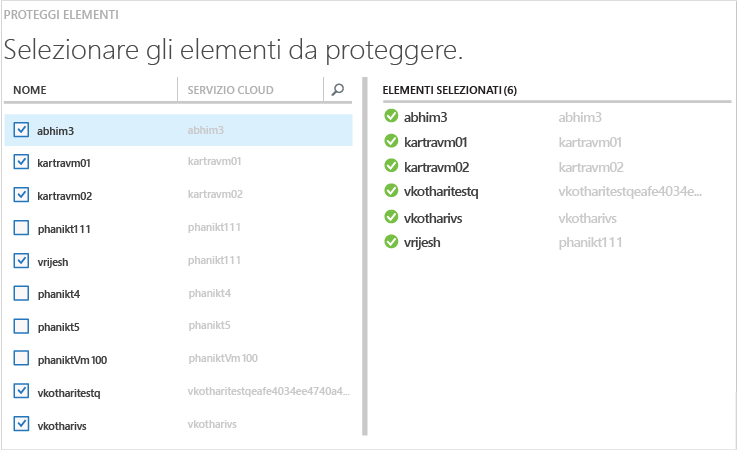 PROTEGGI ELEMENTI
Selezionare gli elementi da proteggere.
NOME SERVIZIO CLOUD
abhim3 abhim3
kartravm01 kartravm01
kartravm02 kartravm02
phanikt111 phanikt111
vrijesh phanikt111
phanikt4 phanikt4
phanikt5 phanikt5
phaniktVm100 phaniktVm100
vkotharitestq vkotharitestqeafe4034ee4740a4...
vkotharivs vkotharivs
ELEMENTI SELEZIONATI (6)
abhim3 abhim3
kartravm01 kartravm01
kartravm02 kartravm02
vkotharitestq vkotharitestqeafe4034e...
vkotharivs vkotharivs
vrijesh phanikt111